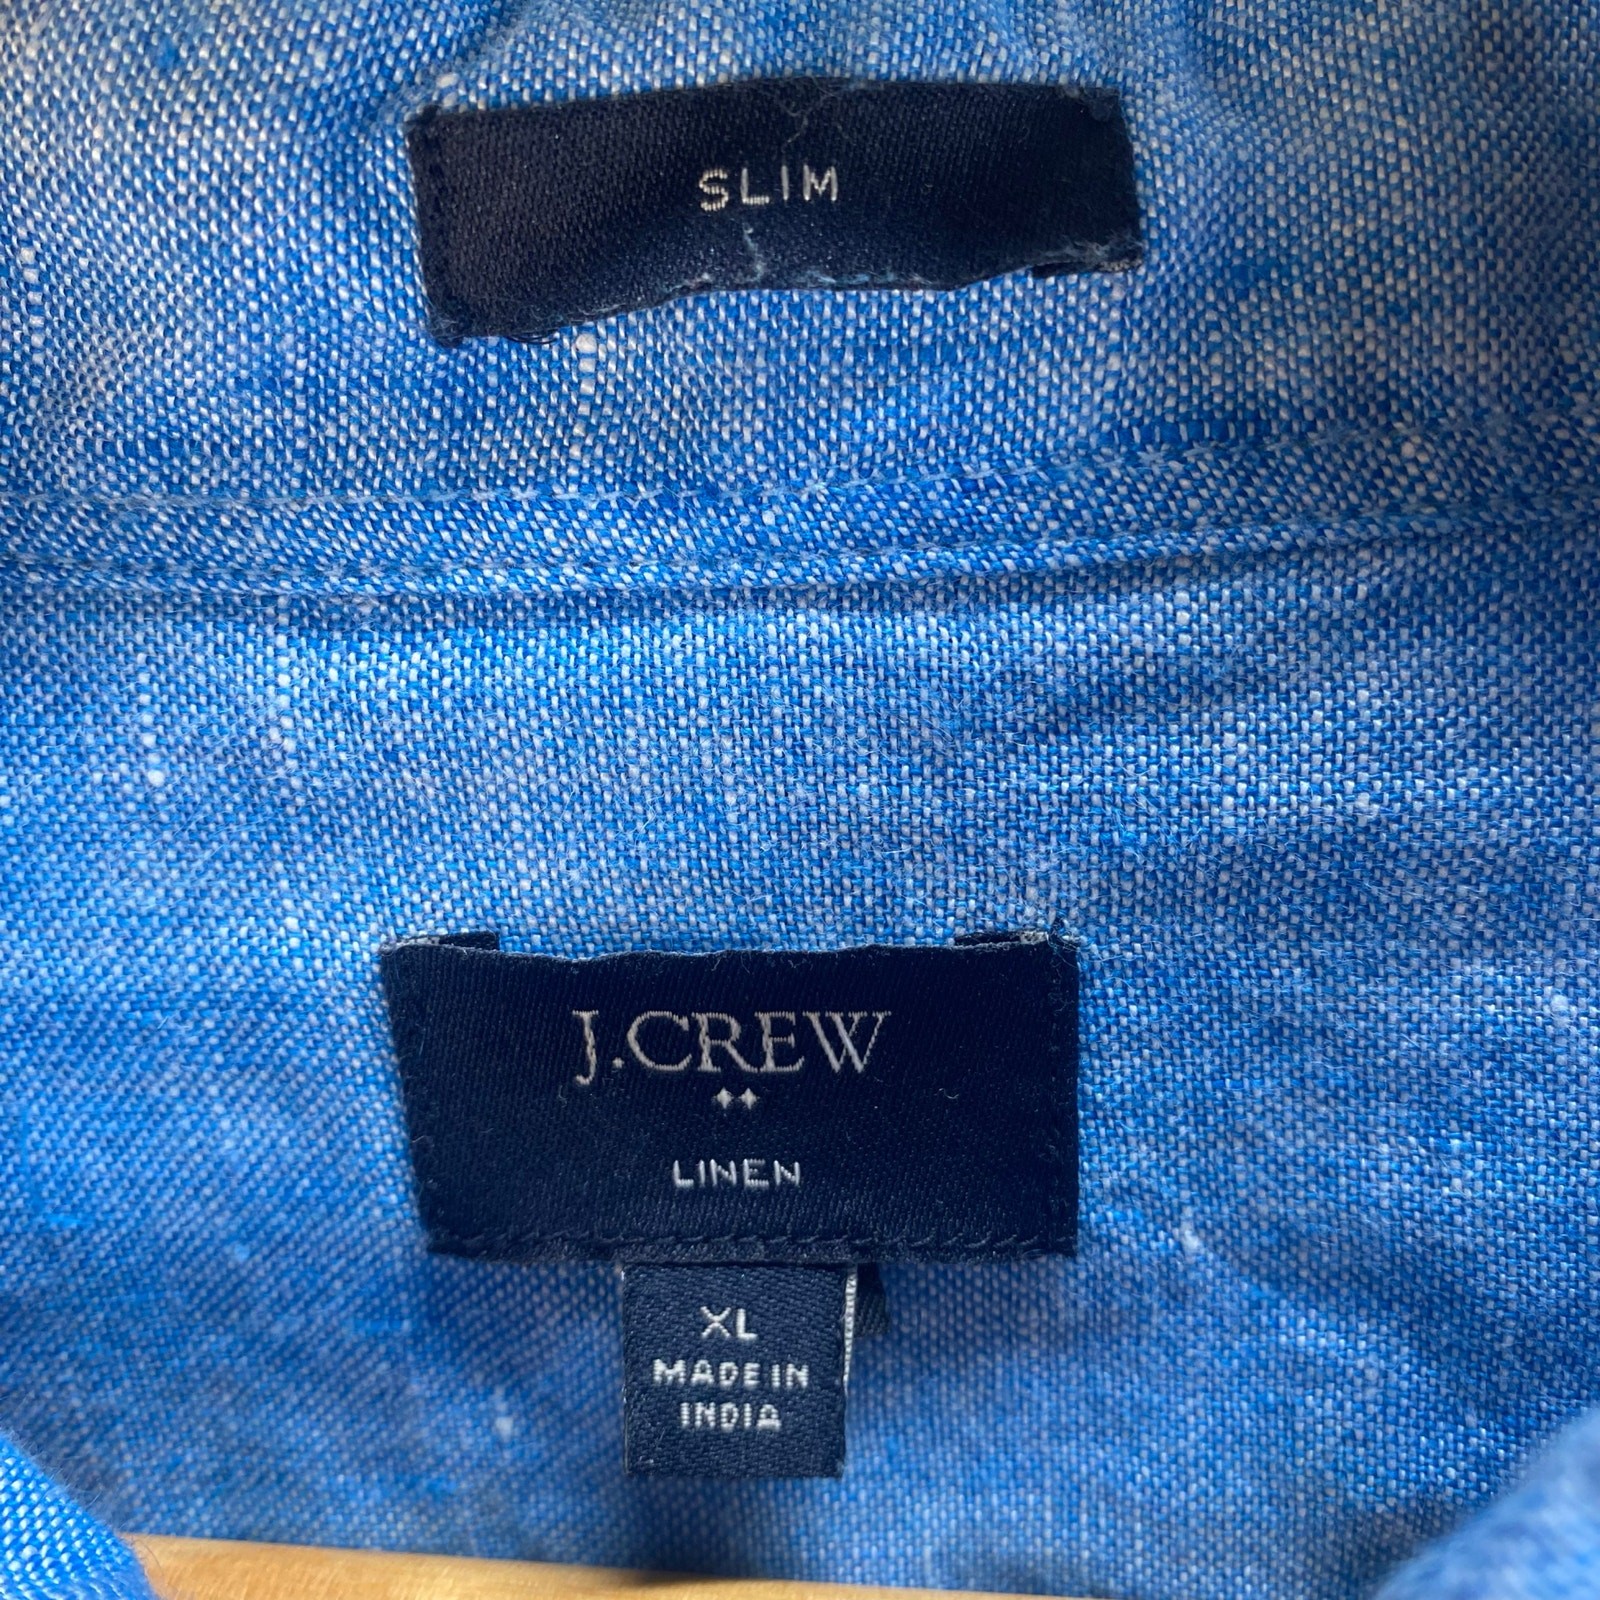 SLIM
J.CREW
LINEN
XL
MADE IN
INDIA